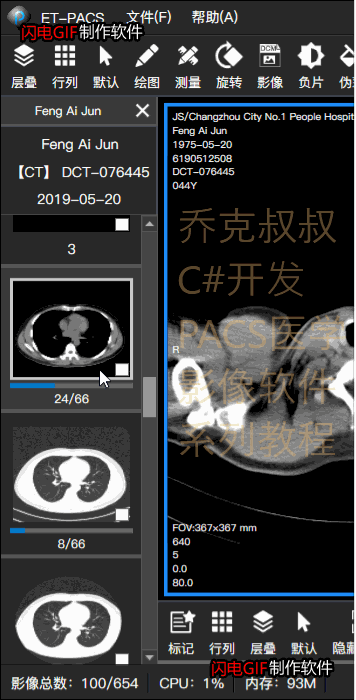 ET-PACS 文件(F) 帮助(A)
闪电GIF制作软件
层叠 行列 默认 绘图 测量 旋转 影像 负片
DCML
Feng Ai Jun
Feng Ai Jun
【CT】 DCT-076445
2019-05-20
3
24/66
8/66
JS/Changzhou City No.1 People Hospit
Feng Ai Jun
1975-05-20
6190512508
DCT-076445
044Y
乔克叔叔
C#开发
PACS医学
影像软件
系列教程
R
FOV:367x367 mm
640
5
0.0
80.0
标记 行列 层叠 默认 隐藏
闪电GIF制作软件
影像总数：100/654 CPU：1% 内存：93M